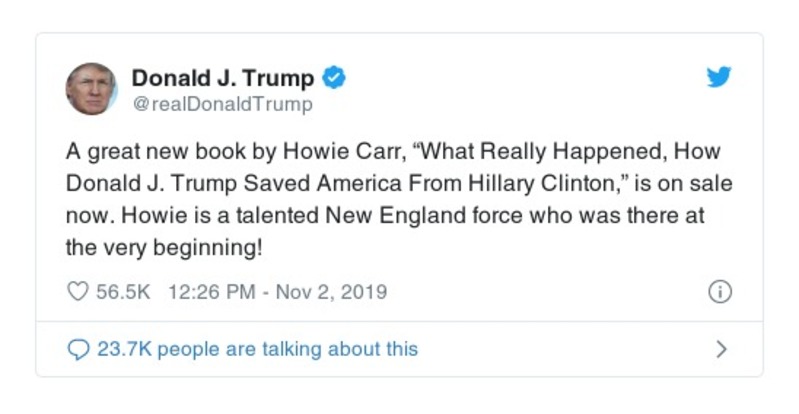 Donald J. Trump
@realDonaldTrump
A great new book by Howie Carr, “What Really Happened, How
Donald J. Trump Saved America From Hillary Clinton,” is on sale
now. Howie is a talented New England force who was there at
the very beginning!
56.5K 12:26 PM - Nov 2, 2019
23.7K people are talking about this